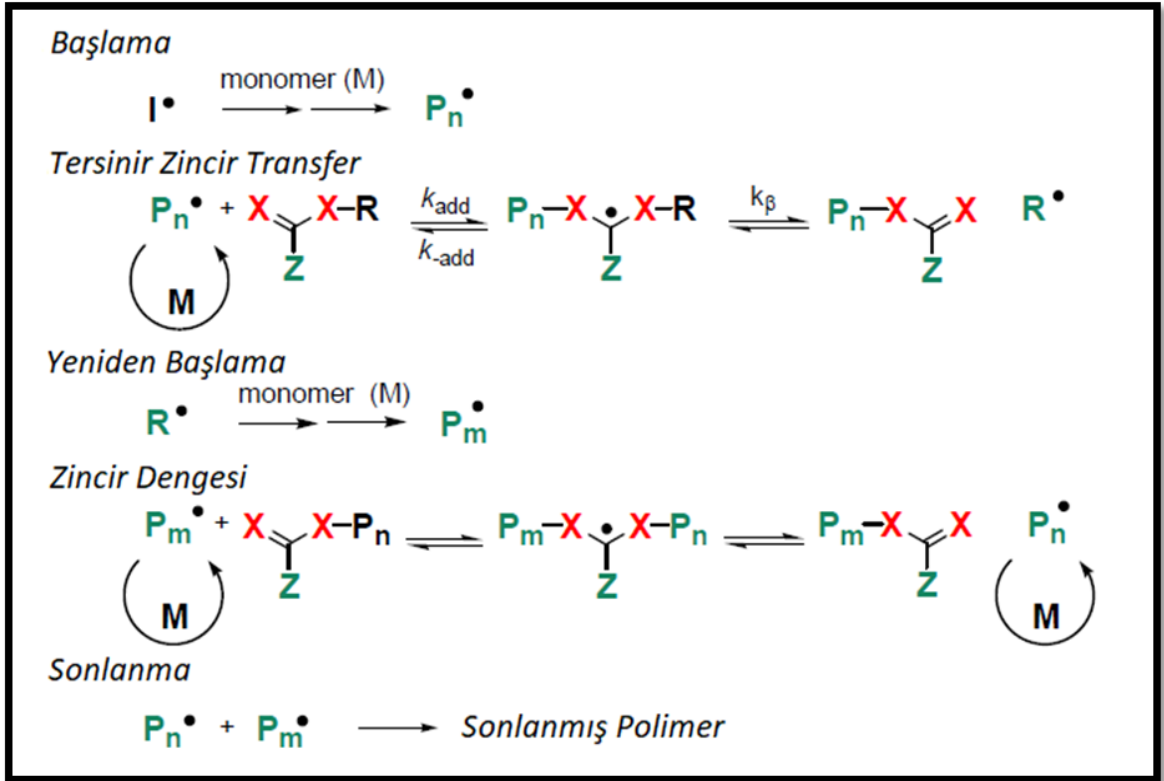 Başlama
monomer (M)
I• Pn•
Tersinir Zincir Transfer
Pn• + X X–R kadd Pn–X • X–R kβ Pn–X X R•
k-add
Z Z Z
M
Yeniden Başlama
monomer (M)
R• Pm•
Zincir Dengesi
Pm• + X X–Pn Pm–X • X–Pn Pm–X X Pn•
Z Z Z
M M
Sonlanma
Pn• + Pm• Sonlanmış Polimer